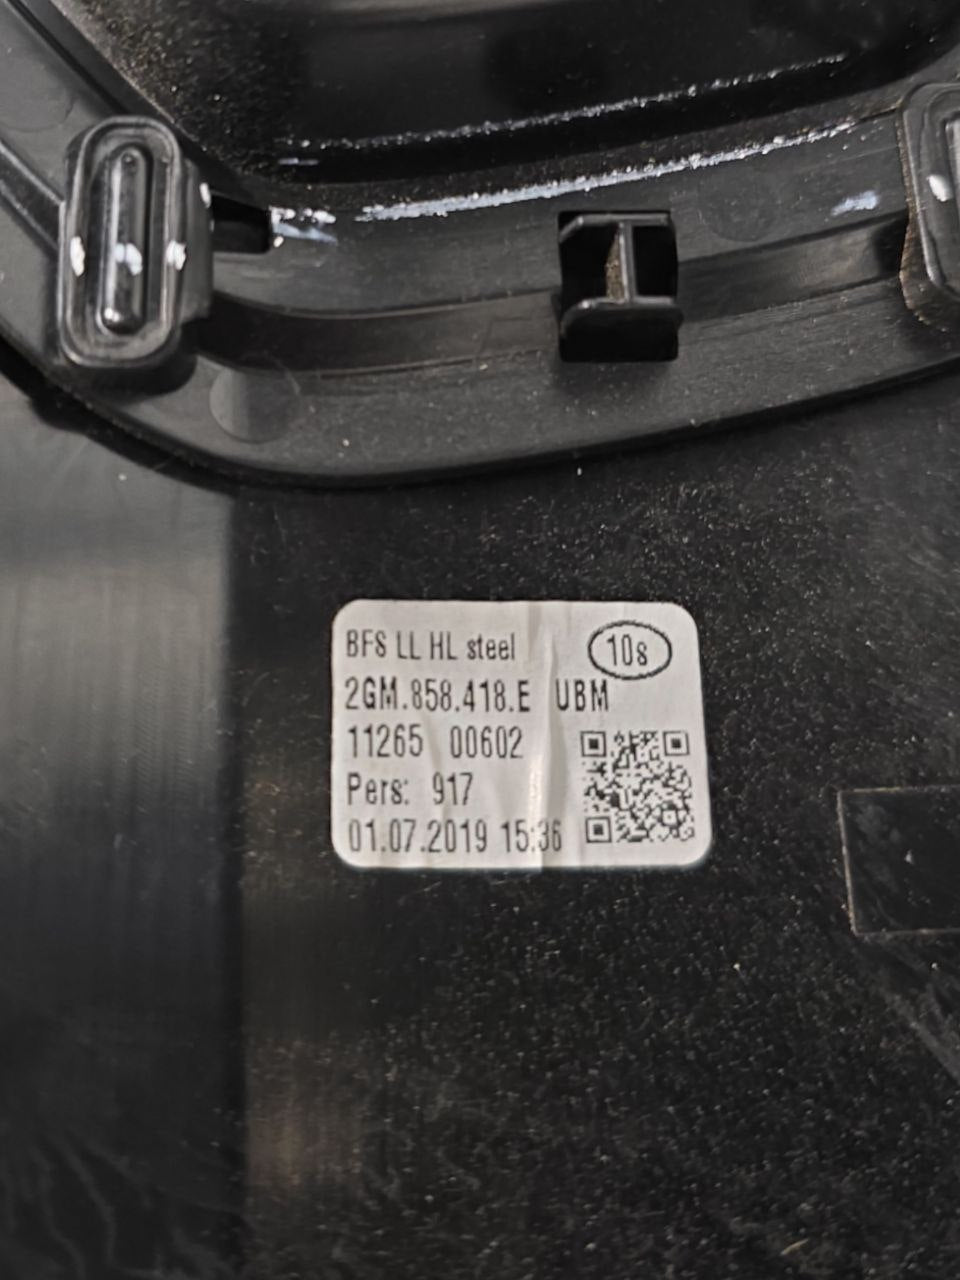 BFS LL HL steel 10s
2GM.858.418.E UBM
11265 00602
Pers: 917
01.07.2019 15:36